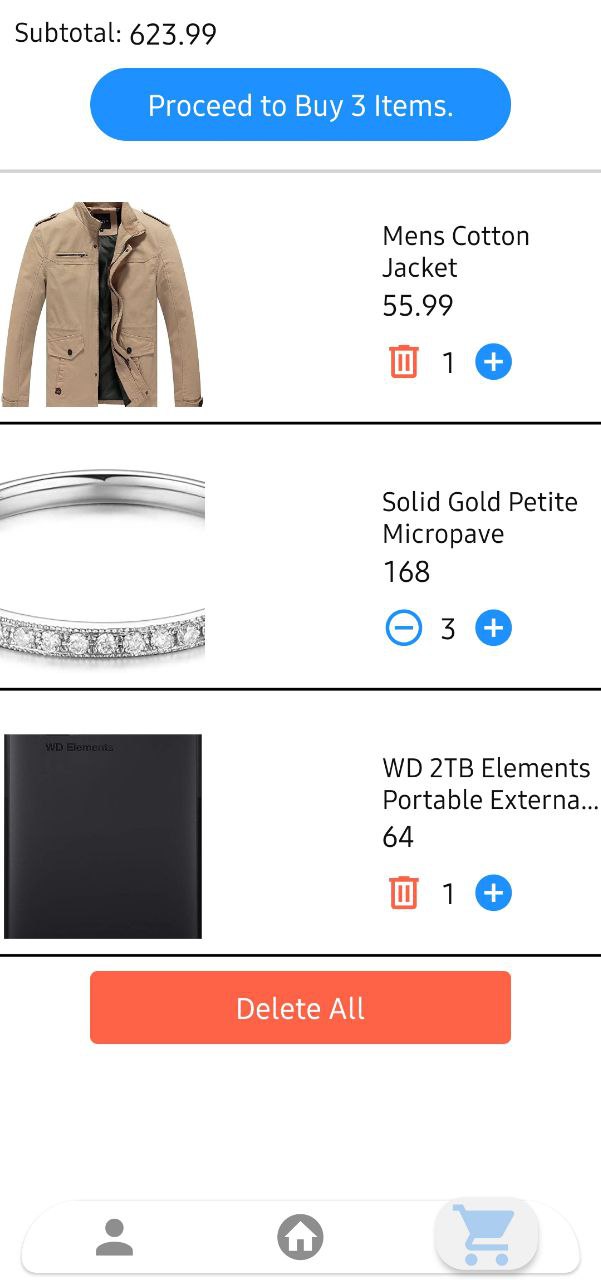 Subtotal: 623.99
Proceed to Buy 3 Items.
Mens Cotton
Jacket
55.99
1
Solid Gold Petite
Micropave
168
3
WD Elements
WD 2TB Elements
Portable Externa...
64
1
Delete All